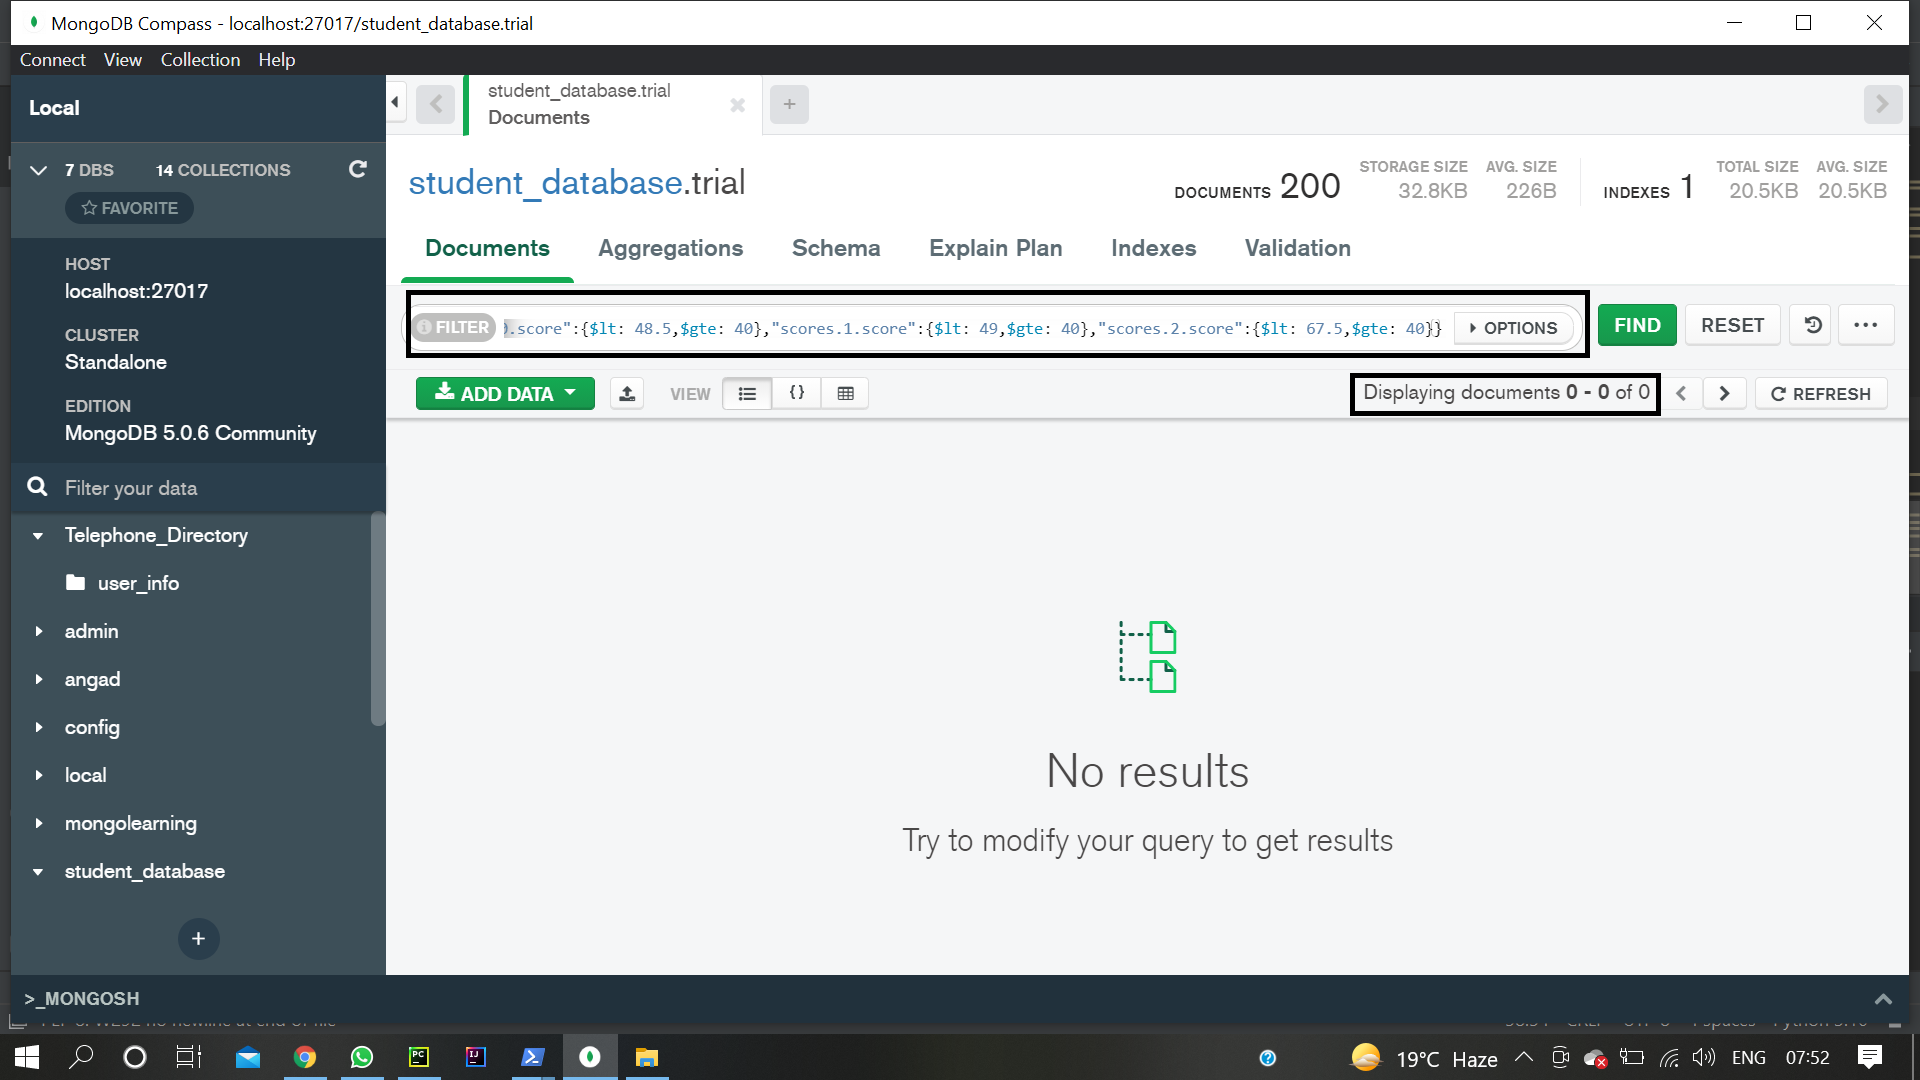 MongoDB Compass - localhost:27017/student_database.trial
Connect View Collection Help
Local
7 DBS 14 COLLECTIONS
FAVORITE
HOST
localhost:27017
CLUSTER
Standalone
EDITION
MongoDB 5.0.6 Community
Filter your data
Telephone_Directory
user_info
admin
angad
config
local
mongolearning
student_database
+
student_database.trial
Documents
+
student_database.trial
DOCUMENTS 200
STORAGE SIZE
32.8KB
AVG. SIZE
226B
INDEXES 1
TOTAL SIZE
20.5KB
AVG. SIZE
20.5KB
Documents Aggregations Schema Explain Plan Indexes Validation
FILTER .score":{$lt: 48.5,$gte: 40},"scores.1.score":{$lt: 49,$gte: 40},"scores.2.score":{$lt: 67.5,$gte: 40}} OPTIONS FIND RESET
ADD DATA VIEW {} Displaying documents 0 - 0 of 0 REFRESH
No results
Try to modify your query to get results
>_MONGOSH
19°C Haze ENG 07:52